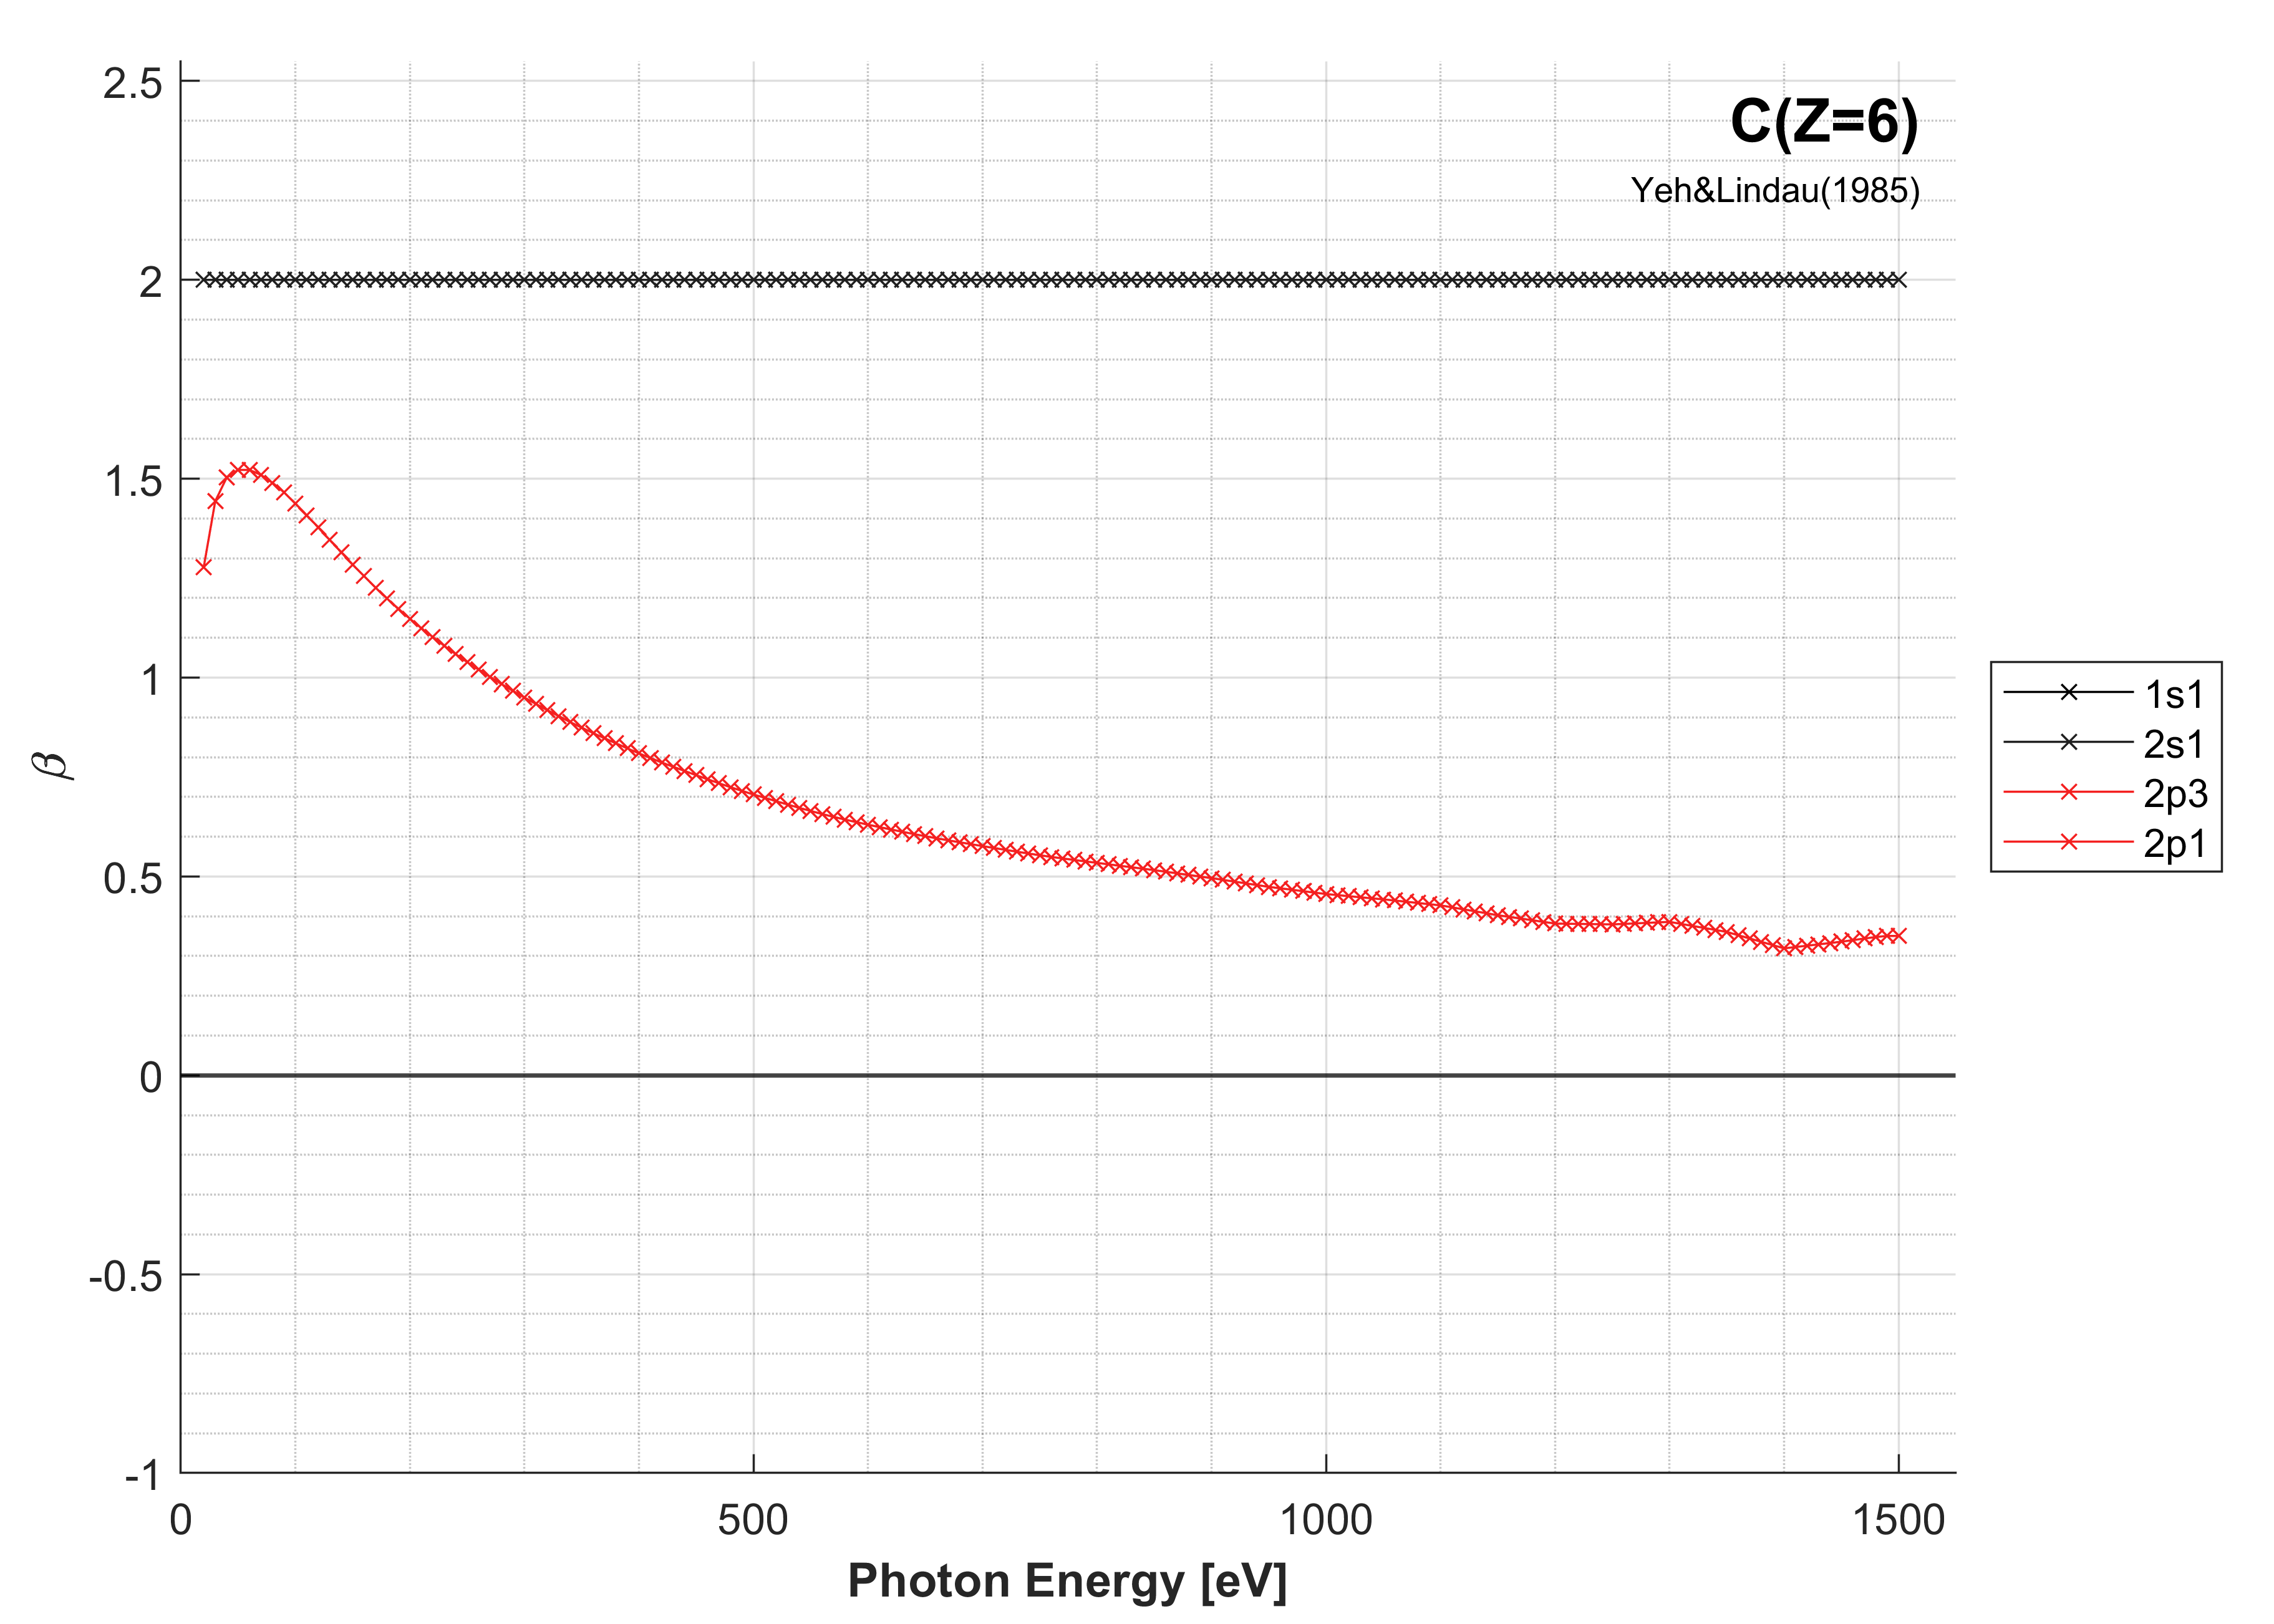 C(Z=6)
Yeh&Lindau(1985)
2.5
2
1.5
1
0.5
0
-0.5
-1
β
0 500 1000 1500
Photon Energy [eV]
1s1
2s1
2p3
2p1